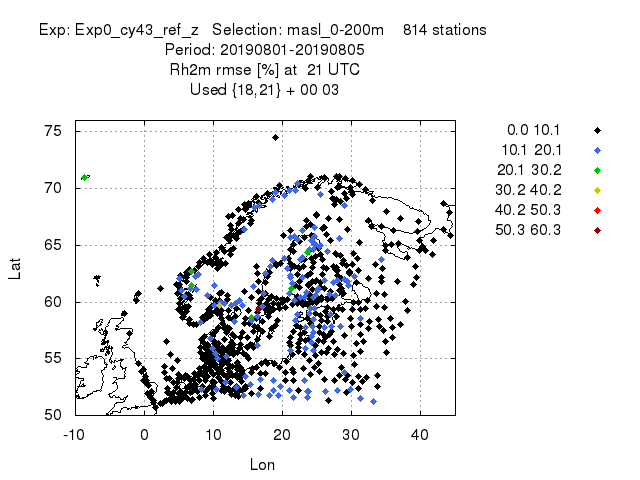 Exp: Exp0_cy43_ref_z   Selection: masl_0-200m    814 stations
Period: 20190801-20190805
Rh2m rmse [%] at  21 UTC
Used {18,21} + 00 03
75
70
65
60
55
50
Lat
-10 0 10 20 30 40
Lon
0.0 10.1
10.1 20.1
20.1 30.2
30.2 40.2
40.2 50.3
50.3 60.3